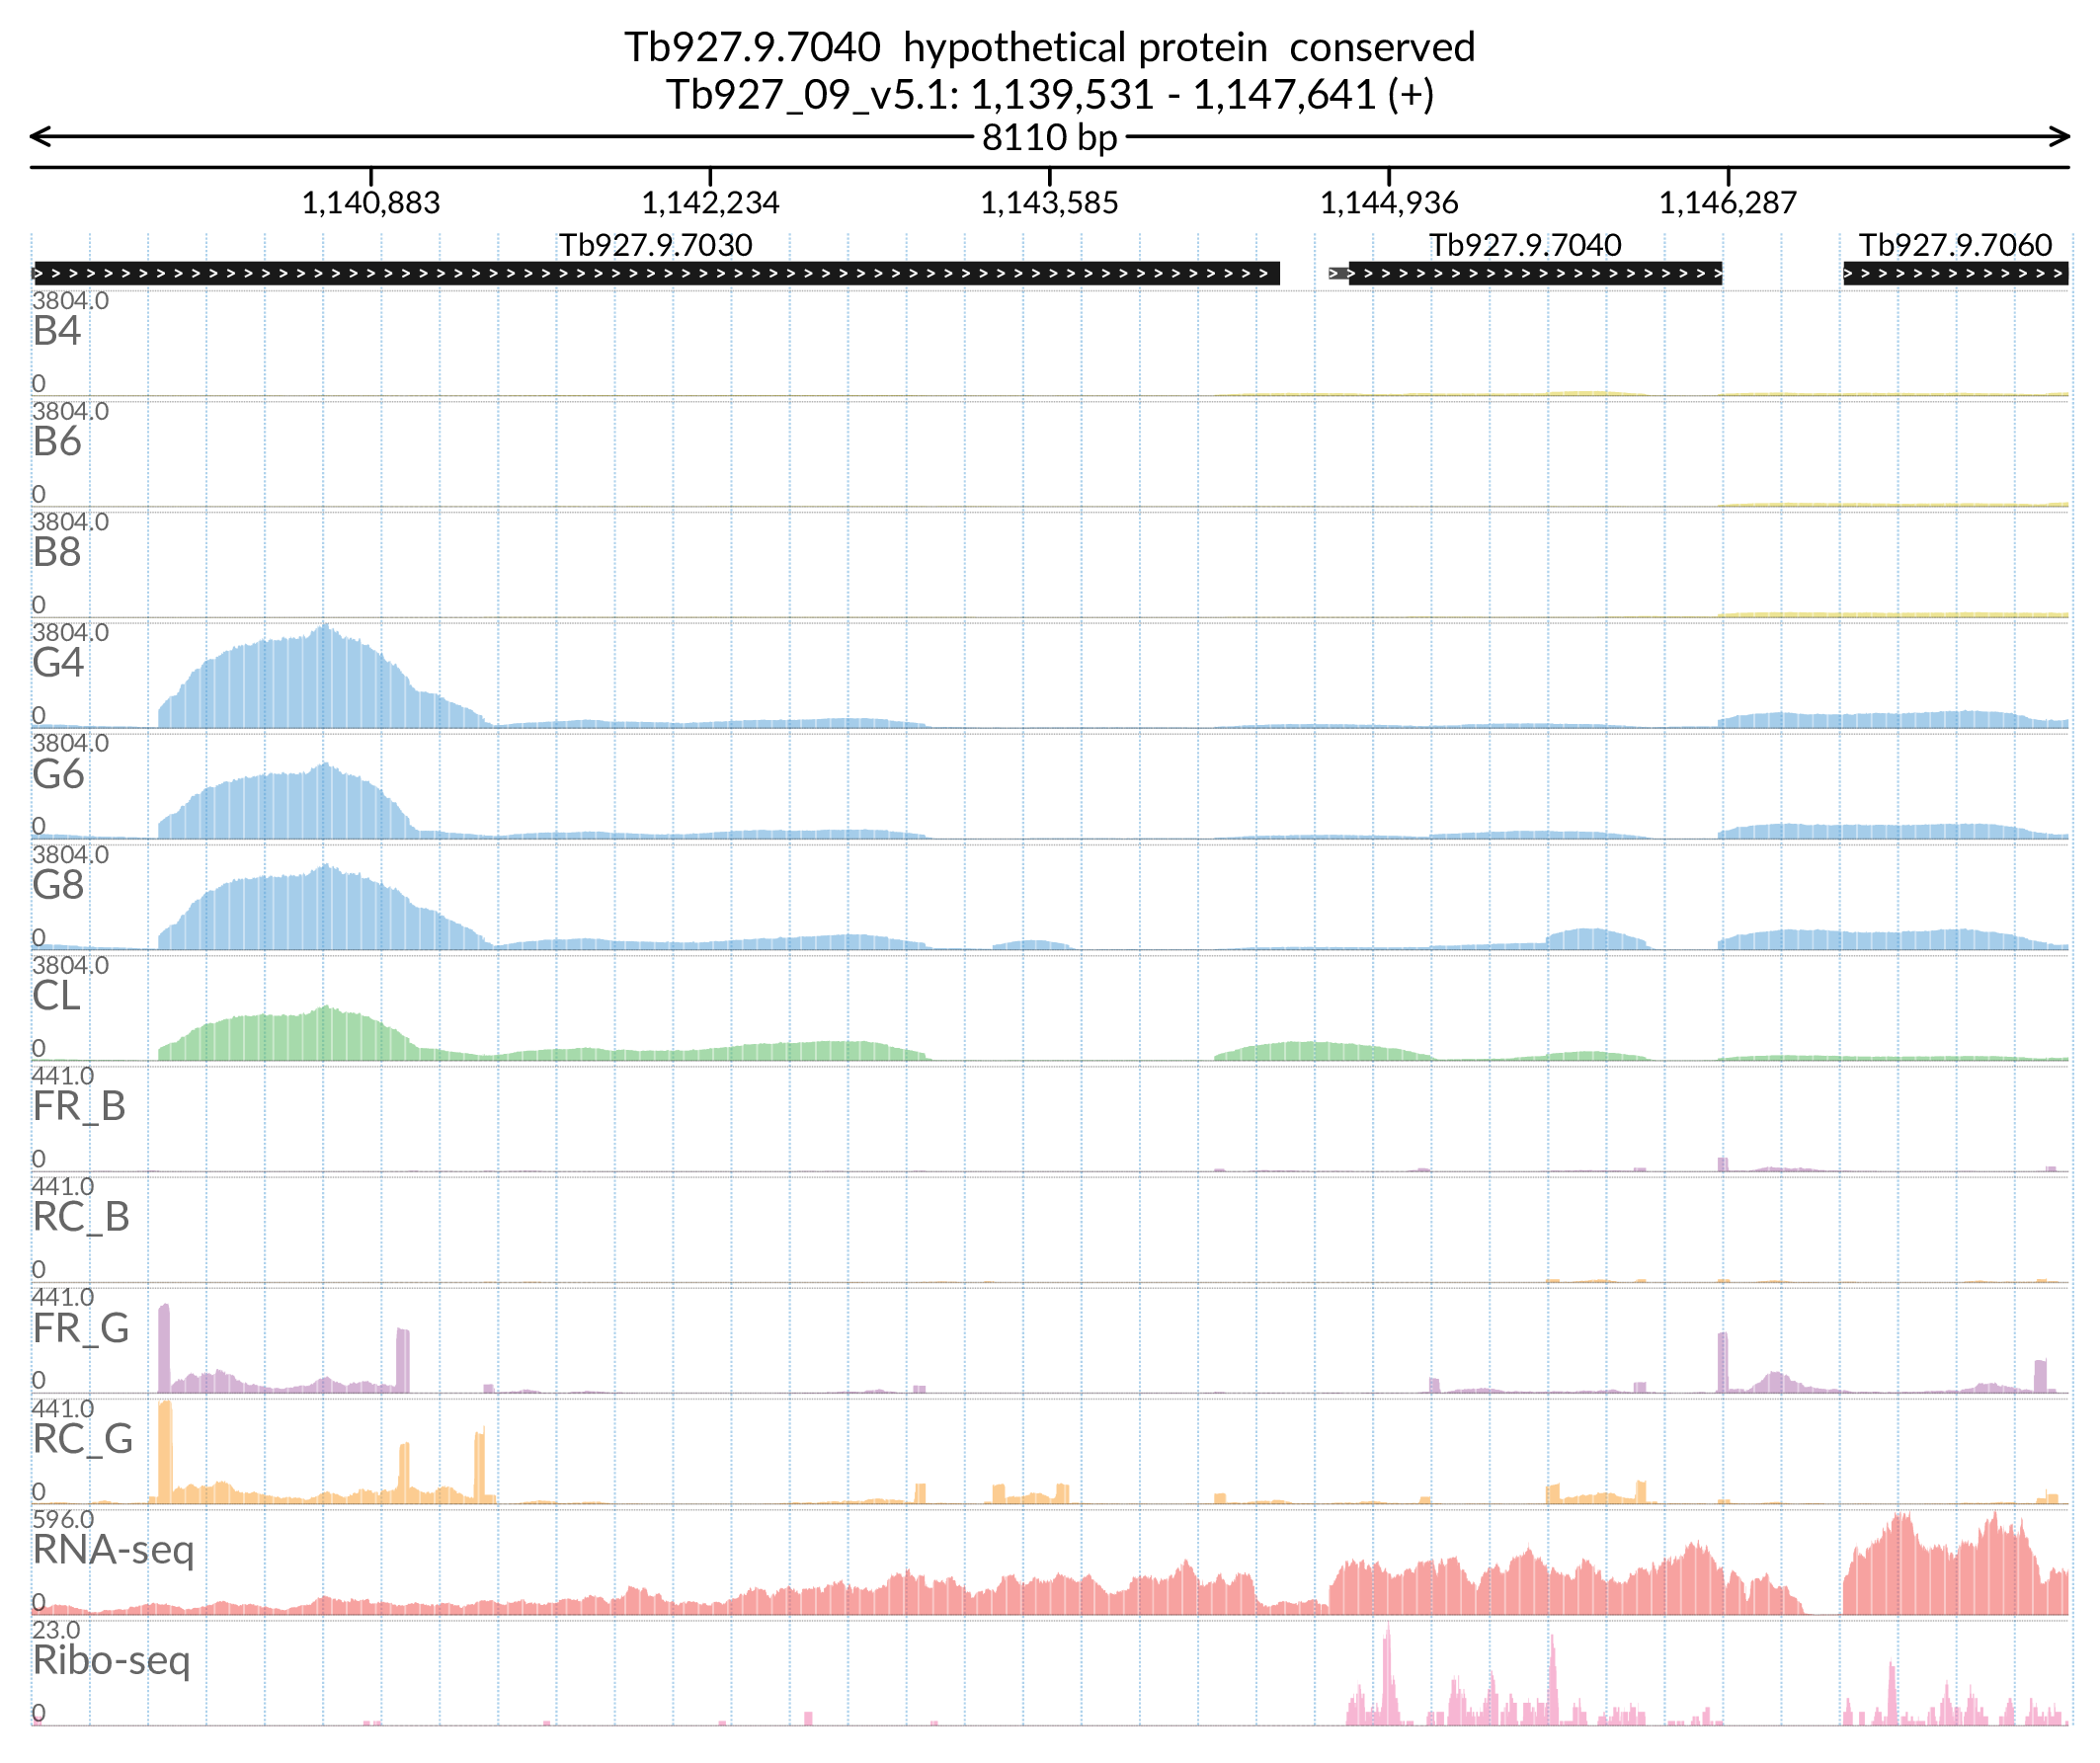 Tb927.9.7040 hypothetical protein conserved
Tb927_09_v5.1: 1,139,531 - 1,147,641 (+)
8110 bp
1,140,883 1,142,234 1,143,585 1,144,936 1,146,287
Tb927.9.7030 Tb927.9.7040 Tb927.9.7060
3804.0
B4
0
3804.0
B6
0
3804.0
B8
0
3804.0
G4
0
3804.0
G6
0
3804.0
G8
0
3804.0
CL
0
441.0
FR_B
0
441.0
RC_B
0
441.0
FR_G
0
441.0
RC_G
0
596.0
RNA-seq
0
23.0
Ribo-seq
0